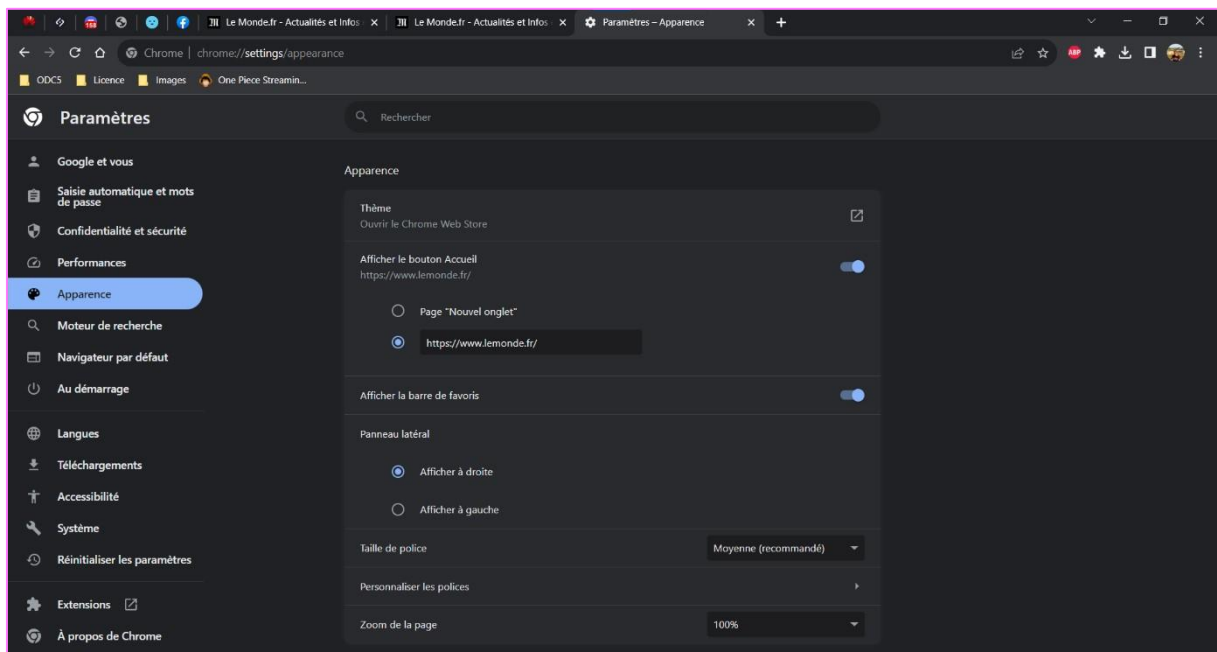 168
Le Monde.fr - Actualités et Infos
Le Monde.fr - Actualités et Infos
Paramètres – Apparence
Chrome
chrome://settings/appearance
ABP
ODC5
Licence
Images
One Piece Streamin...
Paramètres
Rechercher
Google et vous
Saisie automatique et mots
de passe
Confidentialité et sécurité
Performances
Apparence
Moteur de recherche
Navigateur par défaut
Au démarrage
Langues
Téléchargements
Accessibilité
Système
Réinitialiser les paramètres
Extensions
À propos de Chrome
Apparence
Thème
Ouvrir le Chrome Web Store
Afficher le bouton Accueil
https://www.lemonde.fr/
Page "Nouvel onglet"
https://www.lemonde.fr/
Afficher la barre de favoris
Panneau latéral
Afficher à droite
Afficher à gauche
Taille de police
Moyenne (recommandé)
Personnaliser les polices
Zoom de la page
100%